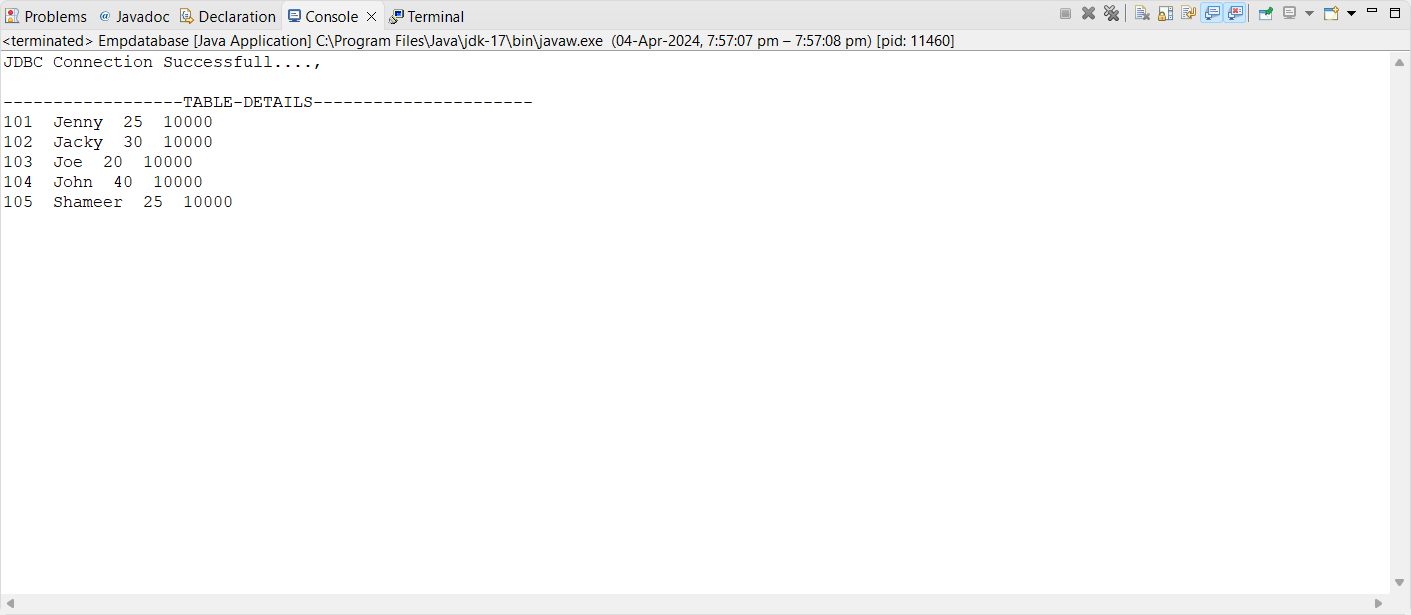 Problems @ Javadoc Declaration Console Terminal
<terminated> Empdatabase [Java Application] C:\Program Files\Java\jdk-17\bin\javaw.exe (04-Apr-2024, 7:57:07 pm – 7:57:08 pm) [pid: 11460]
JDBC Connection Successfull....,
------------------TABLE-DETAILS----------------------
101  Jenny  25  10000
102  Jacky  30  10000
103  Joe  20  10000
104  John  40  10000
105  Shameer  25  10000